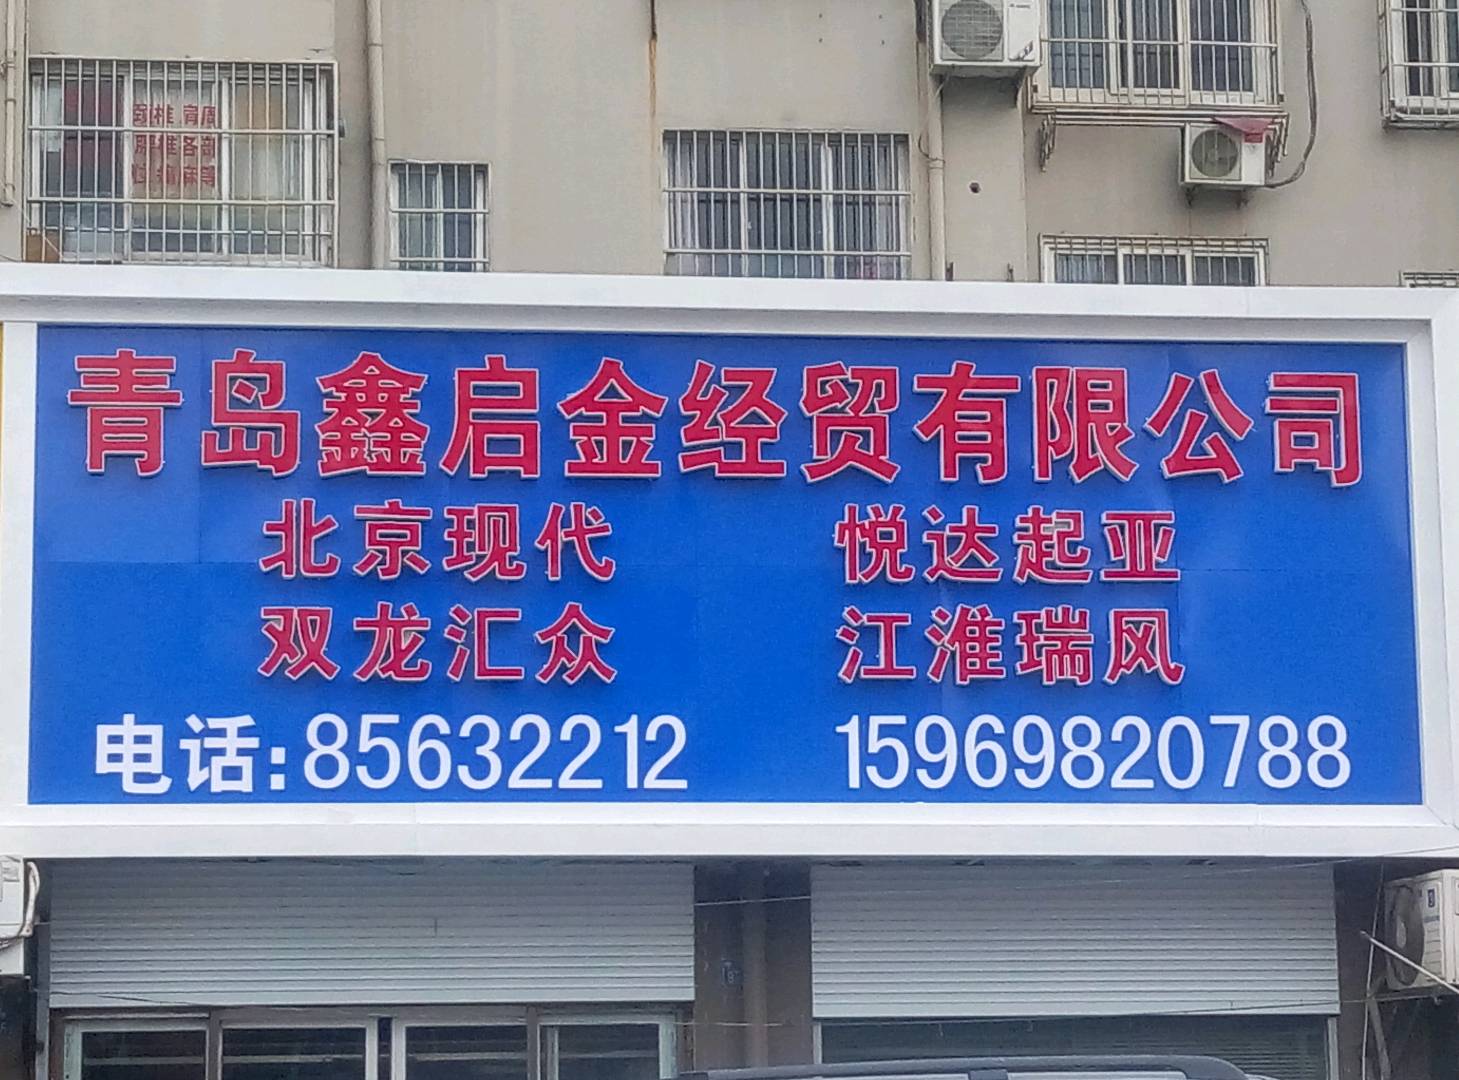 青岛鑫启金经贸有限公司
北京现代 悦达起亚
双龙汇众 江淮瑞风
电话:85632212 15969820788